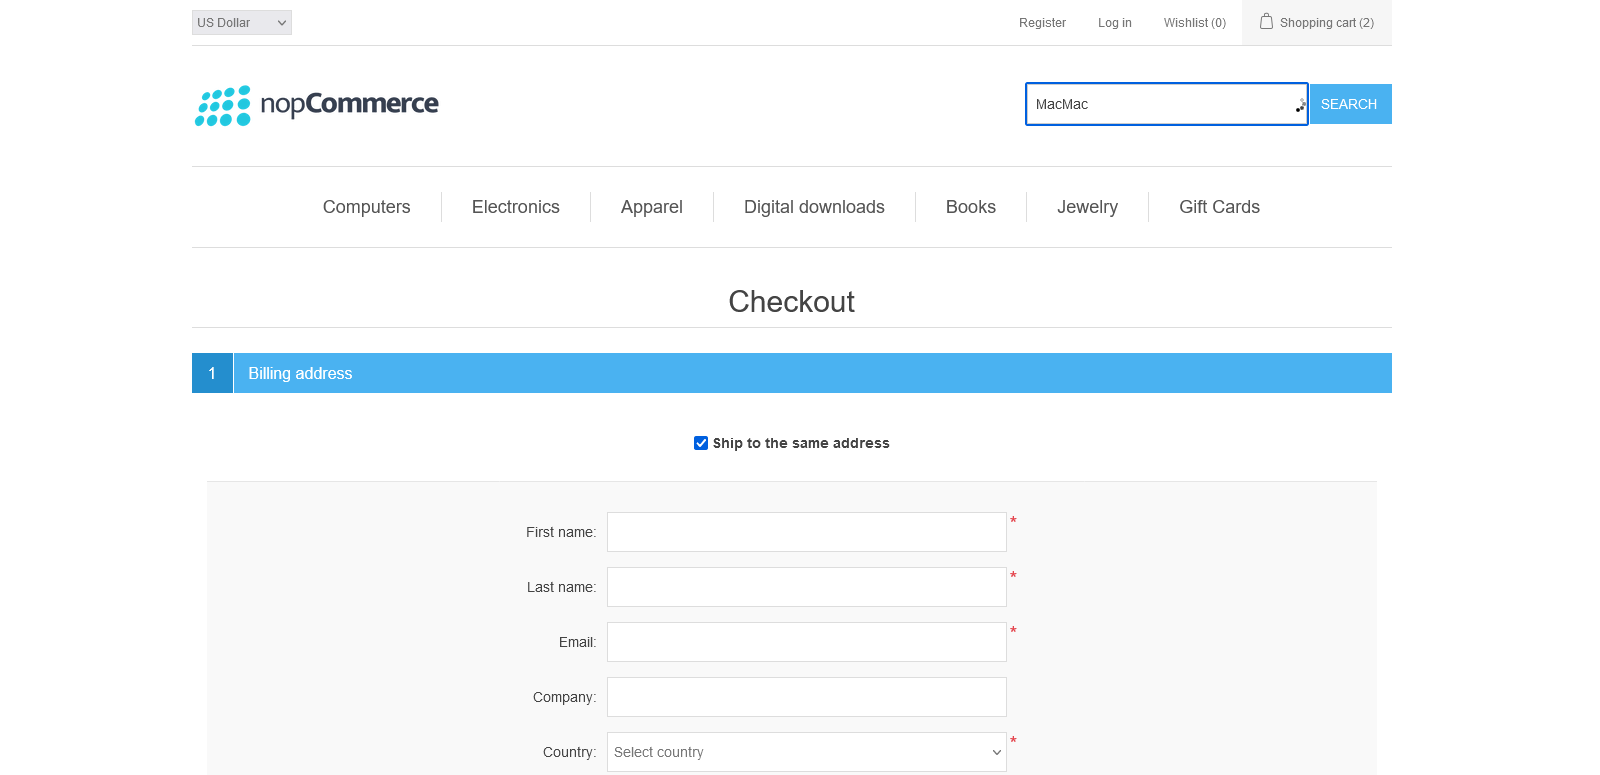 US Dollar
Register
Log in
Wishlist (0)
Shopping cart (2)
nopCommerce
MacMac
SEARCH
Computers
Electronics
Apparel
Digital downloads
Books
Jewelry
Gift Cards
Checkout
1 Billing address
Ship to the same address
First name: *
Last name: *
Email: *
Company:
Country: Select country *